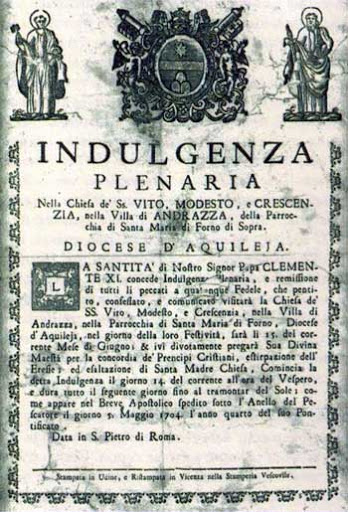 INDULGENZA
PLENARIA
Nella Chiesa de' Ss. VITO, MODESTO, e CRESCEN-
ZIA, nella Villa di ANDRAZZA, della Parroc-
chia di Santa Maria di Forno di Sopra.
DIOCESE D'AQUILEJA.
LA SANTITA' di Nostro Signor Papa CLEMEN-
TE XI. concede Indulgenza Plenaria, e remissione
di tutti li peccati a qualunque Fedele, che penti-
to, confessato, e comunicato visitarà la Chiesa de'
SS. Vito, Modesto, e Crescenzia, nella Villa di
Andrazza, nella Parrocchia di Santa Maria di Forno, Diocese
d'Aquileja, nel giorno della loro Festività, sarà li 15. del cor-
rente Mese di Giugno: & ivi divotamente pregarà Sua Divina
Maestà per la concordia de' Prencipi Cristiani, estirpazione dell'
Eresie: ed esaltazione di Santa Madre Chiesa, Comincia la
detta Indulgenza il giorno 14. del corrente all'ora del Vespero,
e dura tutto il seguente giorno sino al tramontar del Sole: co-
me appare nel Breve Apostolico spedito sotto l'Anello del Pe-
scatore il giorno 5. Maggio 1704. l'anno quarto del suo Pon-
tificato.
Data in S. Pietro di Roma.
Stampata in Udine, e Ristampata in Vicenza nella Stamperia Vescovile.